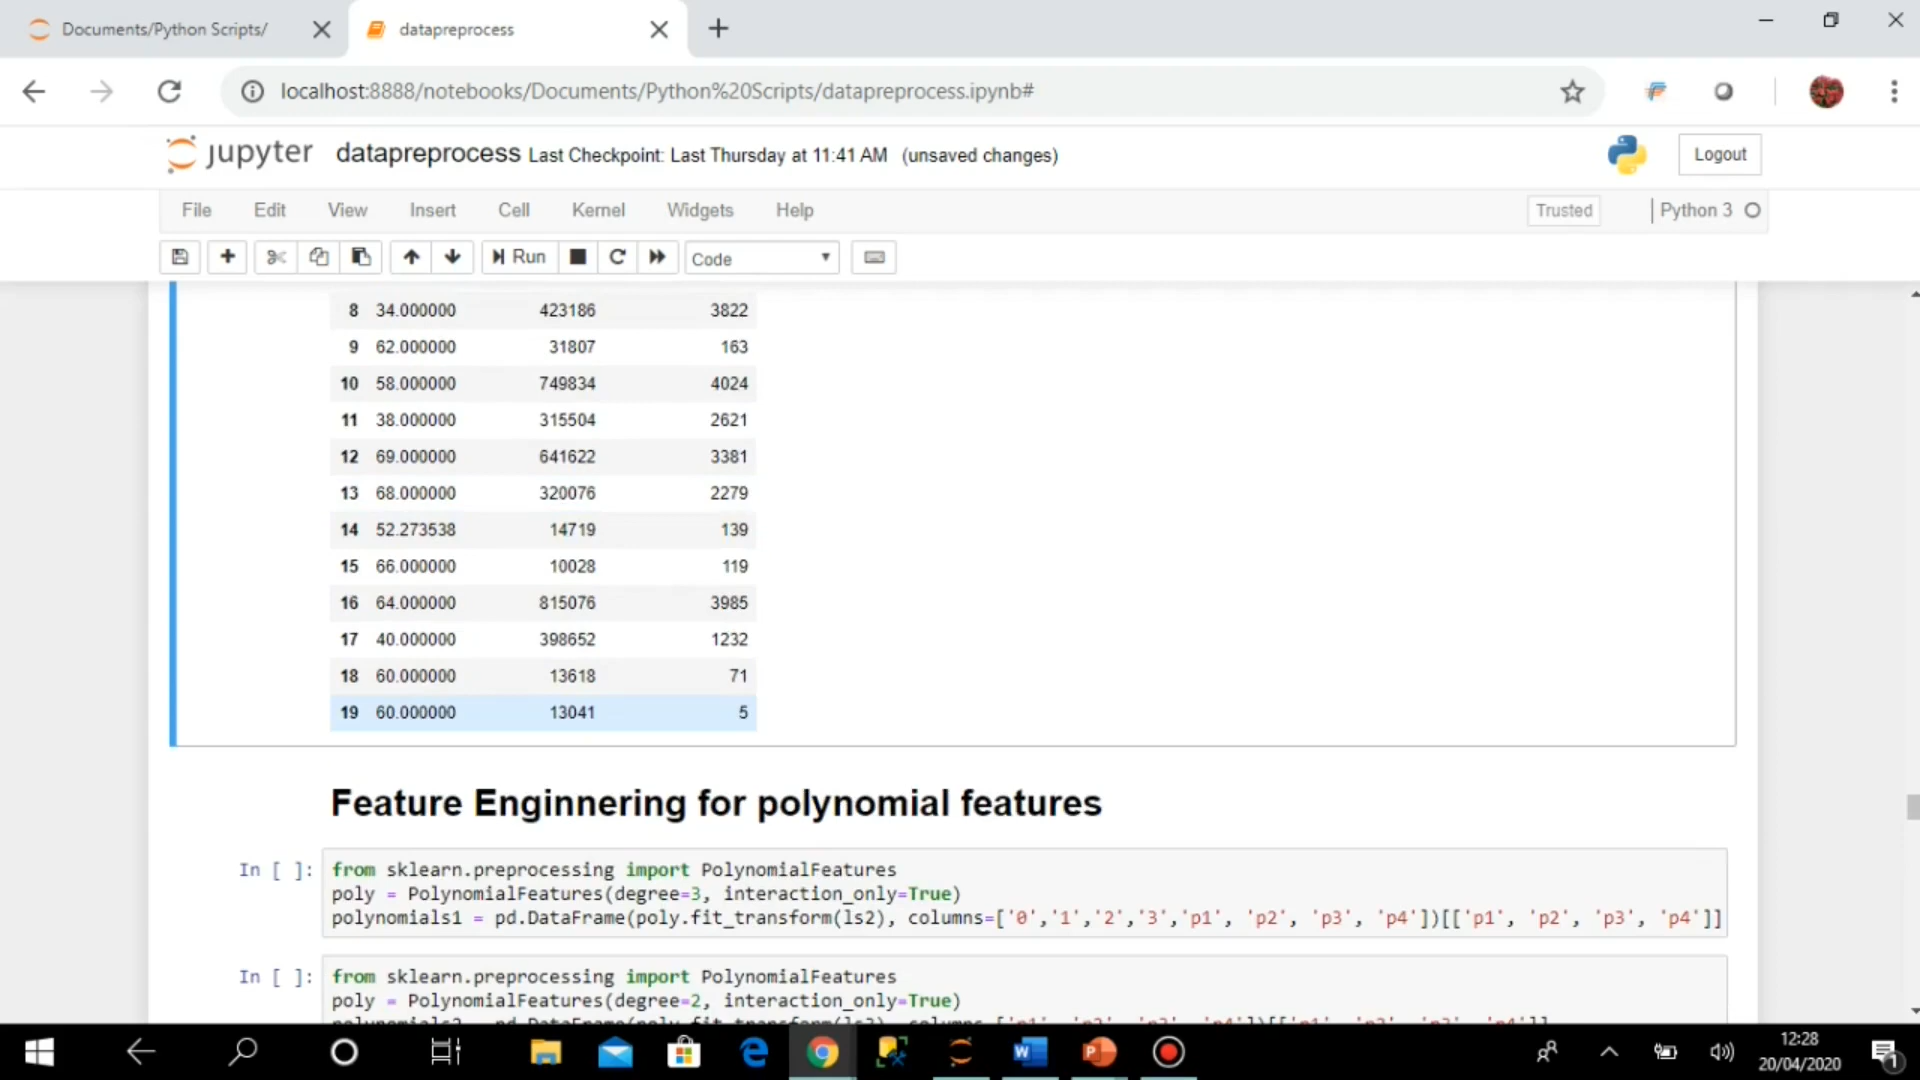 Documents/Python Scripts/
datapreprocess
localhost:8888/notebooks/Documents/Python%20Scripts/datapreprocess.ipynb#
jupyter datapreprocess Last Checkpoint: Last Thursday at 11:41 AM (unsaved changes)
Logout
File Edit View Insert Cell Kernel Widgets Help
Trusted
Python 3
Run
Code
8 34.000000 423186 3822
9 62.000000 31807 163
10 58.000000 749834 4024
11 38.000000 315504 2621
12 69.000000 641622 3381
13 68.000000 320076 2279
14 52.273538 14719 139
15 66.000000 10028 119
16 64.000000 815076 3985
17 40.000000 398652 1232
18 60.000000 13618 71
19 60.000000 13041 5
Feature Enginnering for polynomial features
In [ ]: from sklearn.preprocessing import PolynomialFeatures
poly = PolynomialFeatures(degree=3, interaction_only=True)
polynomials1 = pd.DataFrame(poly.fit_transform(ls2), columns=['0','1','2','3','p1', 'p2', 'p3', 'p4'])[['p1', 'p2', 'p3', 'p4']]
In [ ]: from sklearn.preprocessing import PolynomialFeatures
poly = PolynomialFeatures(degree=2, interaction_only=True)
12:28
20/04/2020
1